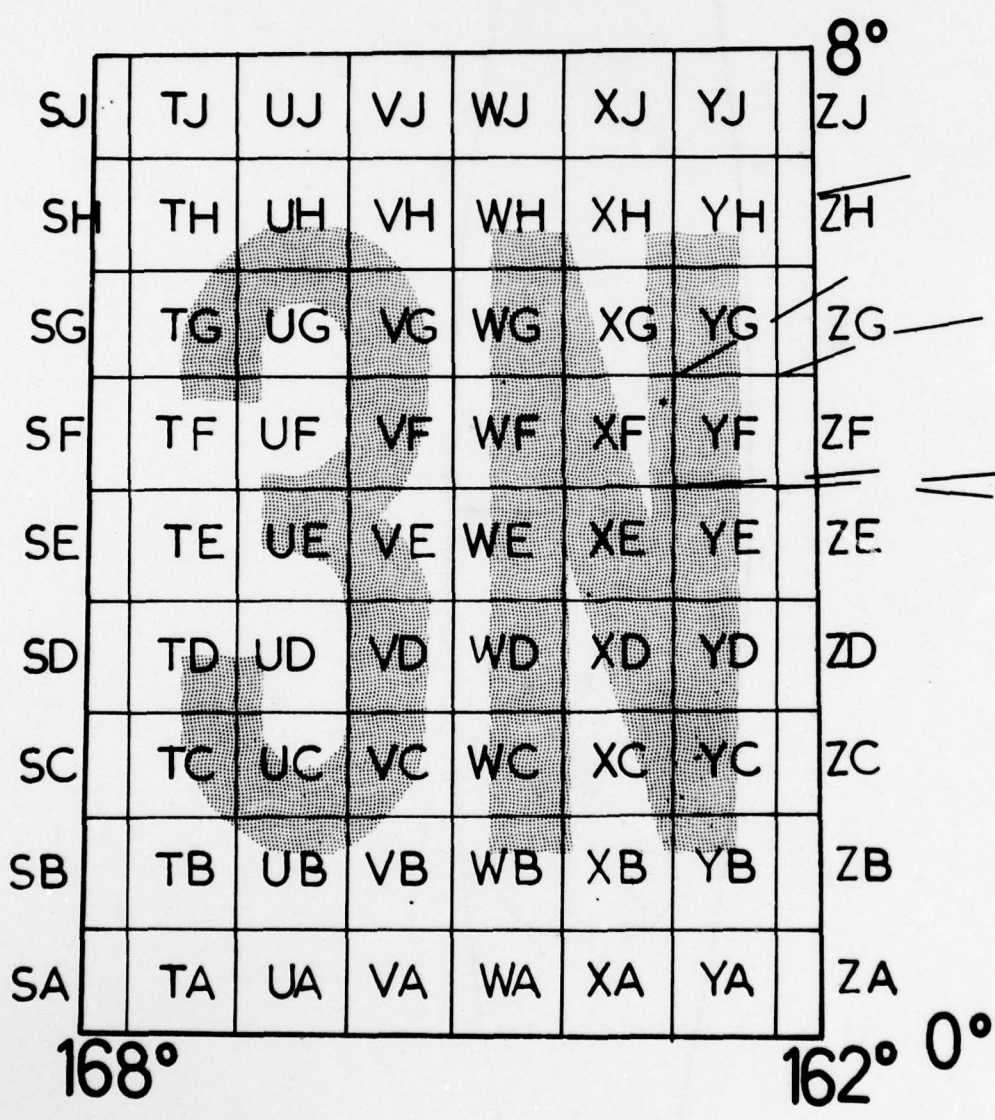 8°
SJ TJ UJ VJ WJ XJ YJ ZJ
SH TH UH VH WH XH YH ZH
SG TG UG VG WG XG YG ZG
SF TF UF VF WF XF YF ZF
SE TE UE VE WE XE YE ZE
SD TD UD VD WD XD YD ZD
SC TC UC VC WC XC YC ZC
SB TB UB VB WB XB YB ZB
SA TA UA VA WA XA YA ZA
168° 162° 0°
3N